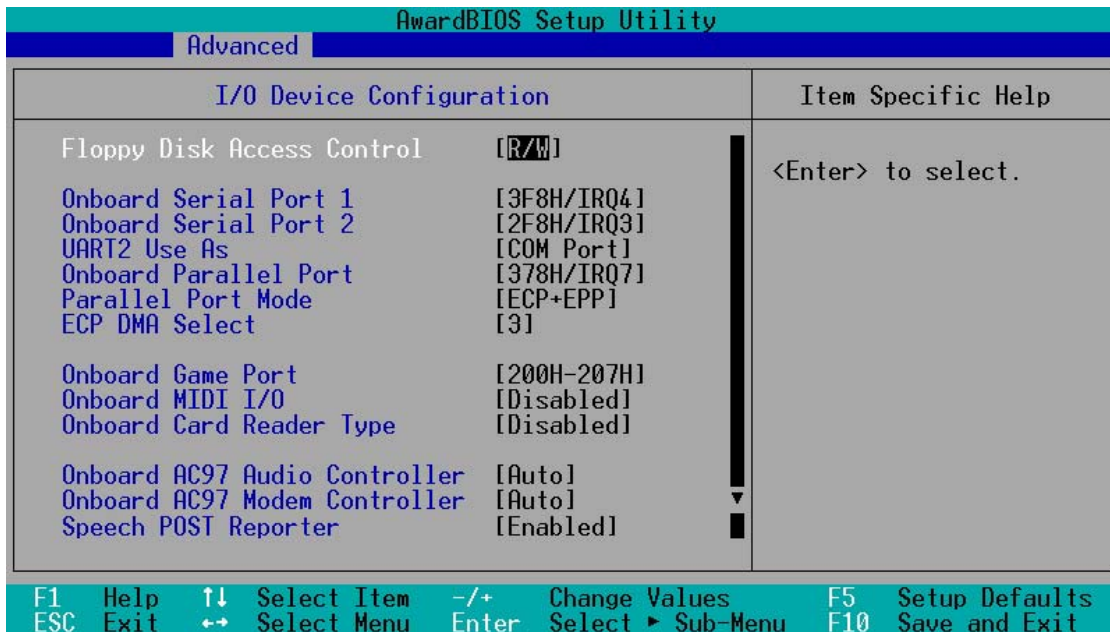 AwardBIOS Setup Utility
Advanced
I/O Device Configuration
Item Specific Help
Floppy Disk Access Control [R/W]
<Enter> to select.
Onboard Serial Port 1 [3F8H/IRQ4]
Onboard Serial Port 2 [2F8H/IRQ3]
UART2 Use As [COM Port]
Onboard Parallel Port [378H/IRQ7]
Parallel Port Mode [ECP+EPP]
ECP DMA Select [3]
Onboard Game Port [200H-207H]
Onboard MIDI I/O [Disabled]
Onboard Card Reader Type [Disabled]
Onboard AC97 Audio Controller [Auto]
Onboard AC97 Modem Controller [Auto]
Speech POST Reporter [Enabled]
F1 Help ↑↓ Select Item -/+ Change Values F5 Setup Defaults
ESC Exit ←→ Select Menu Enter Select ► Sub-Menu F10 Save and Exit